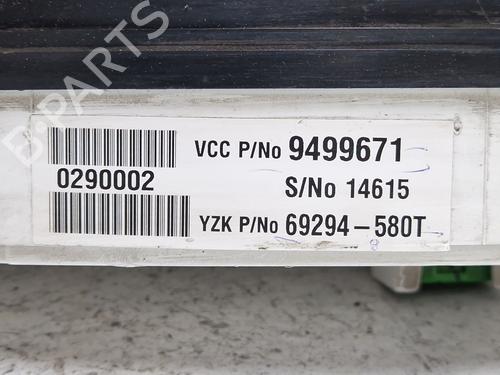 B-PARTS
VCC P/No 9499671
0290002
S/No 14615
YZK P/No 69294-580T